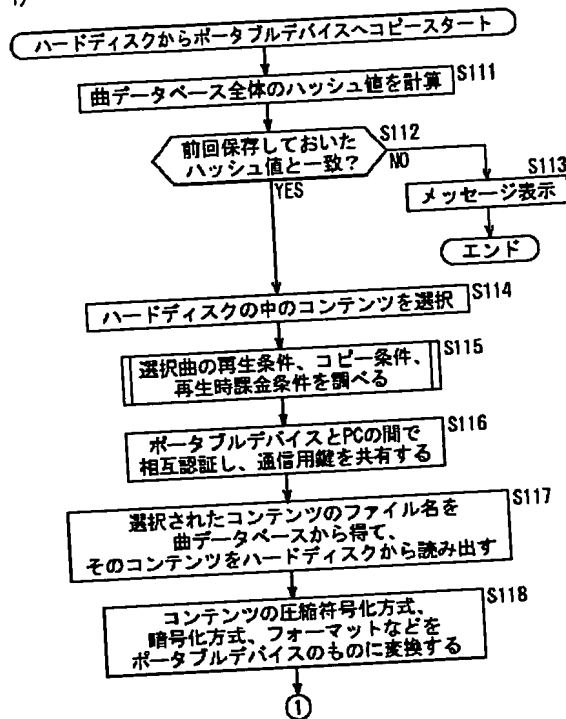 ハードディスクからポータブルデバイスへコピースタート
S111
曲データベース全体のハッシュ値を計算
S112
前回保存しておいた
ハッシュ値と一致？
NO
YES
S113
メッセージ表示
エンド
S114
ハードディスクの中のコンテンツを選択
S115
選択曲の再生条件、コピー条件、
再生時課金条件を調べる
S116
ポータブルデバイスとPCの間で
相互認証し、通信用鍵を共有する
S117
選択されたコンテンツのファイル名を
曲データベースから得て、
そのコンテンツをハードディスクから読み出す
S118
コンテンツの圧縮符号化方式、
暗号化方式、フォーマットなどを
ポータブルデバイスのものに変換する
①